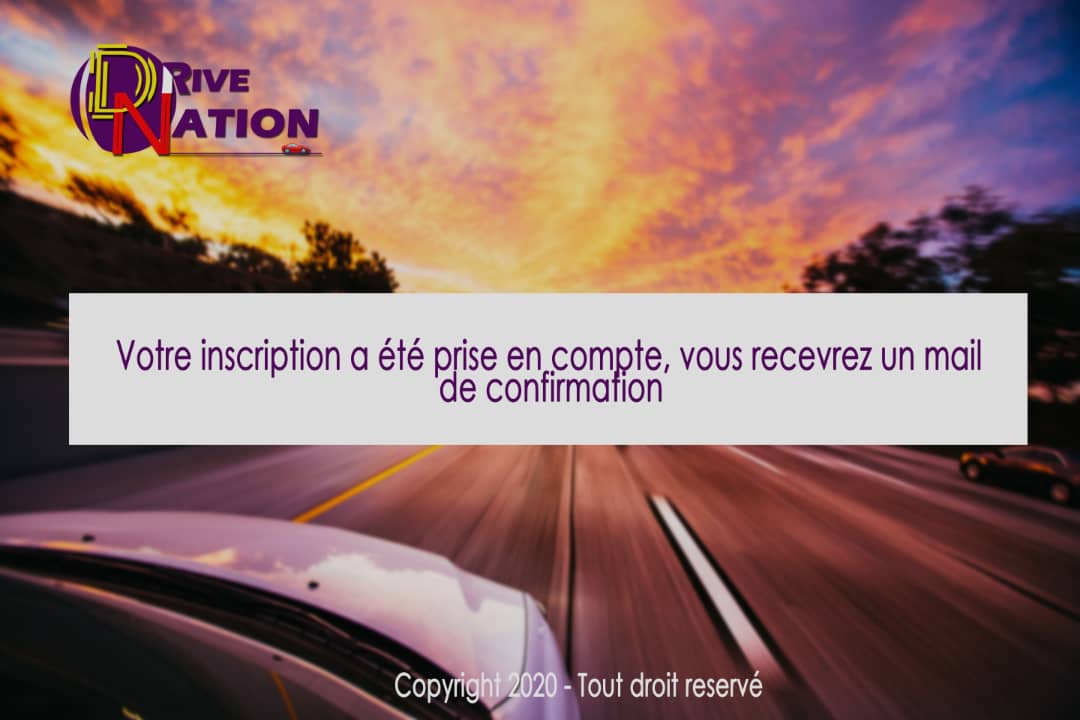 DRIVE
NATION
Votre inscription a été prise en compte, vous recevrez un mail
de confirmation
Copyright 2020 - Tout droit reservé